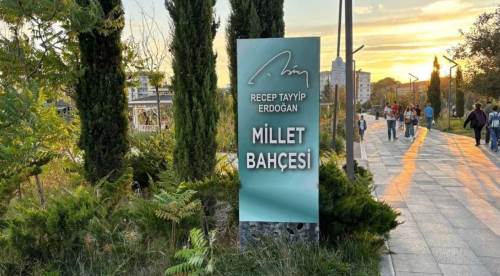 RECEP TAYYİP
ERDOĞAN
MİLLET
BAHÇESİ